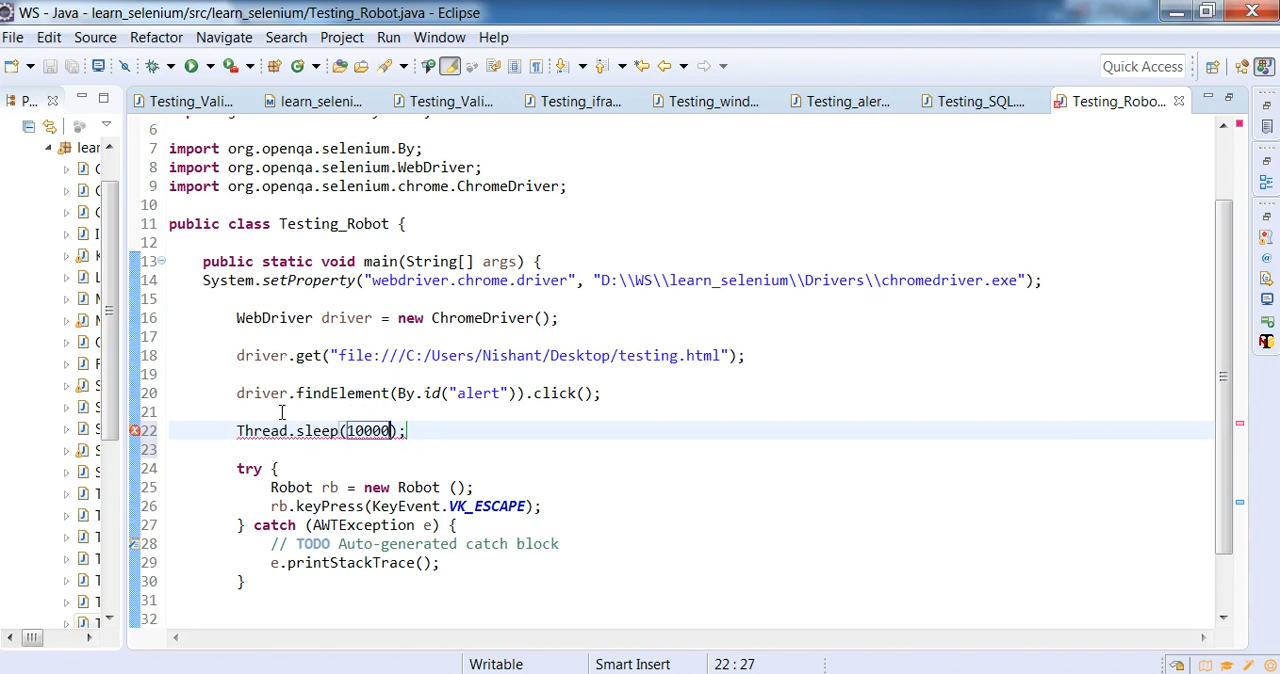 WS - Java - learn_selenium/src/learn_selenium/Testing_Robot.java - Eclipse
File Edit Source Refactor Navigate Search Project Run Window Help
Quick Access
P... Testing_Vali... learn_seleni... Testing_Vali... Testing_ifra... Testing_wind... Testing_aler... Testing_SQL... Testing_Robo...
lear
6
7 import org.openqa.selenium.By;
8 import org.openqa.selenium.WebDriver;
9 import org.openqa.selenium.chrome.ChromeDriver;
10
11 public class Testing_Robot {
12
13 public static void main(String[] args) {
14 System.setProperty("webdriver.chrome.driver", "D:\\WS\\learn_selenium\\Drivers\\chromedriver.exe");
15
16 WebDriver driver = new ChromeDriver();
17
18 driver.get("file:///C:/Users/Nishant/Desktop/testing.html");
19
20 driver.findElement(By.id("alert")).click();
21
22 Thread.sleep(10000);
23
24 try {
25 Robot rb = new Robot ();
26 rb.keyPress(KeyEvent.VK_ESCAPE);
27 } catch (AWTException e) {
28 // TODO Auto-generated catch block
29 e.printStackTrace();
30 }
31
32
Writable Smart Insert 22 : 27